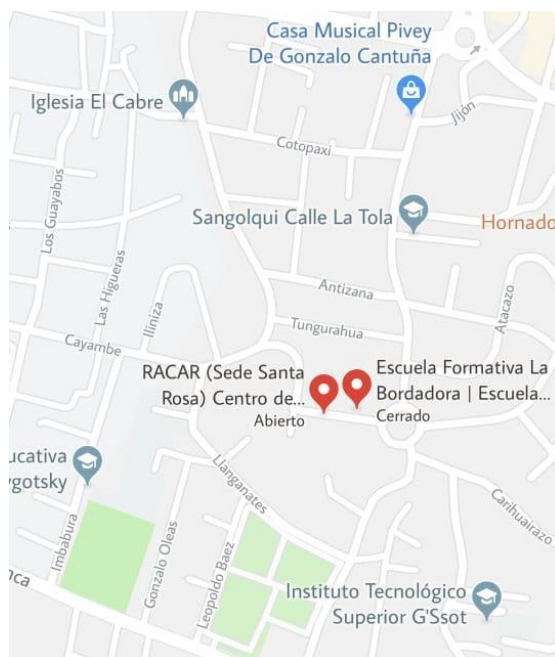 Casa Musical Pivey
De Gonzalo Cantuña
Iglesia El Cabre
Jijón
Cotopaxi
Los Guayabos
Sangolqui Calle La Tola
Hornado
Las Higueras
Iliniza
Antizana
Atacazo
Tungurahua
Cayambe
RACAR (Sede Santa
Rosa) Centro de...
Abierto
Escuela Formativa La
Bordadora | Escuela...
Cerrado
ucativa
ygotsky
Llanganates
Carihuairazo
Imbabura
Gonzalo Oleas
Leopoldo Baez
nca
Instituto Tecnológico
Superior G'Ssot